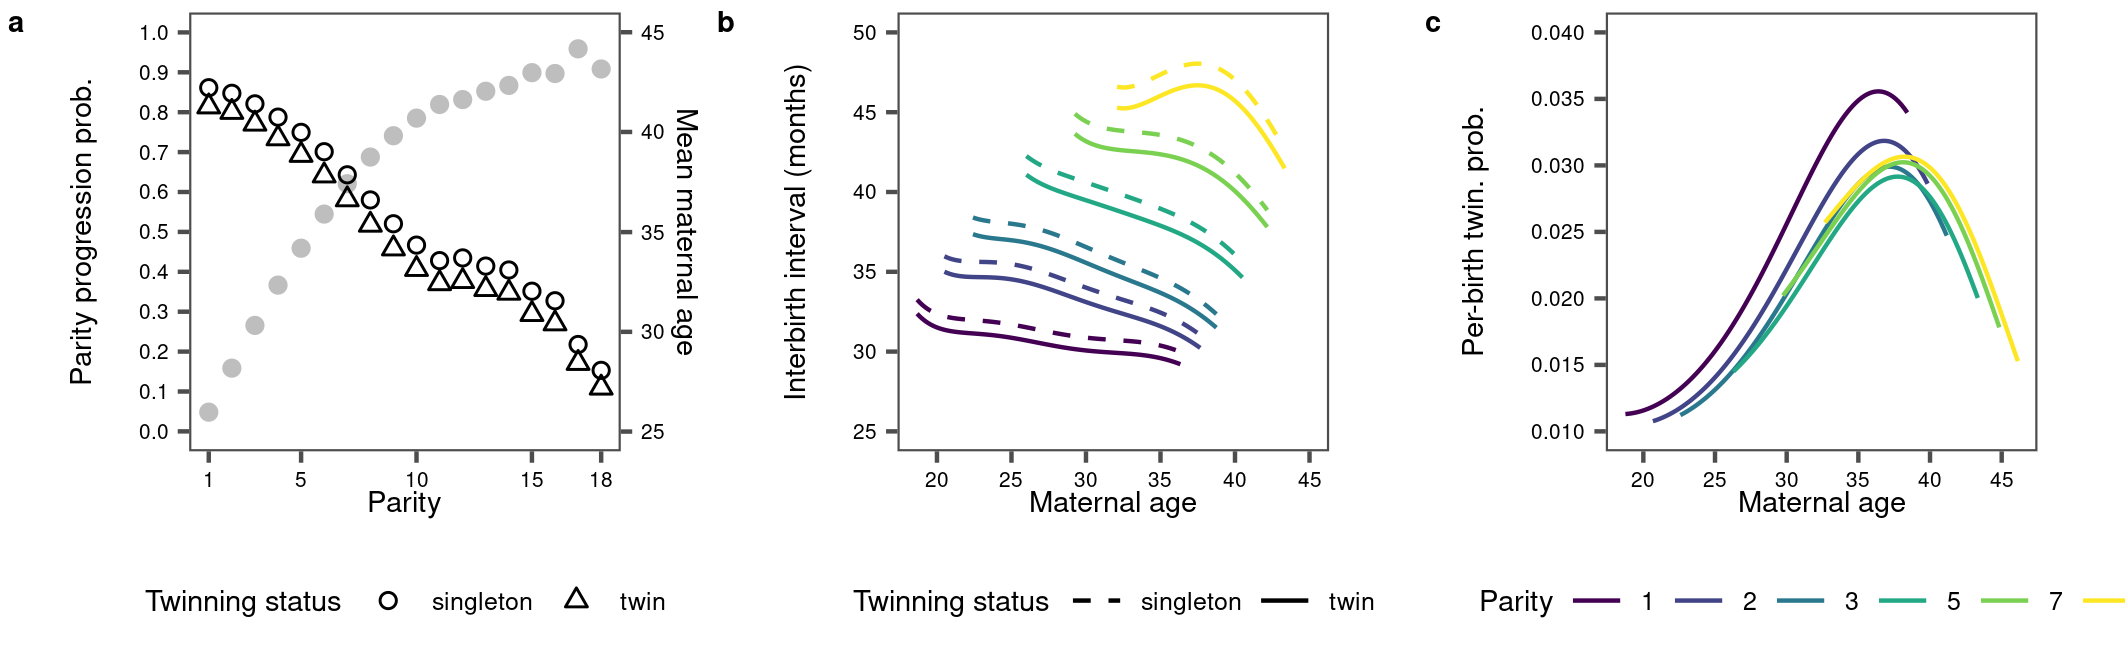 a
Parity progression prob.
1.0
0.9
0.8
0.7
0.6
0.5
0.4
0.3
0.2
0.1
0.0
45
40
35
30
25
Mean maternal age
1 5 10 15 18
Parity
Twinning status singleton twin
b
Interbirth interval (months)
50
45
40
35
30
25
20 25 30 35 40 45
Maternal age
Twinning status singleton twin
c
Per-birth twin. prob.
0.040
0.035
0.030
0.025
0.020
0.015
0.010
20 25 30 35 40 45
Maternal age
Parity 1 2 3 5 7